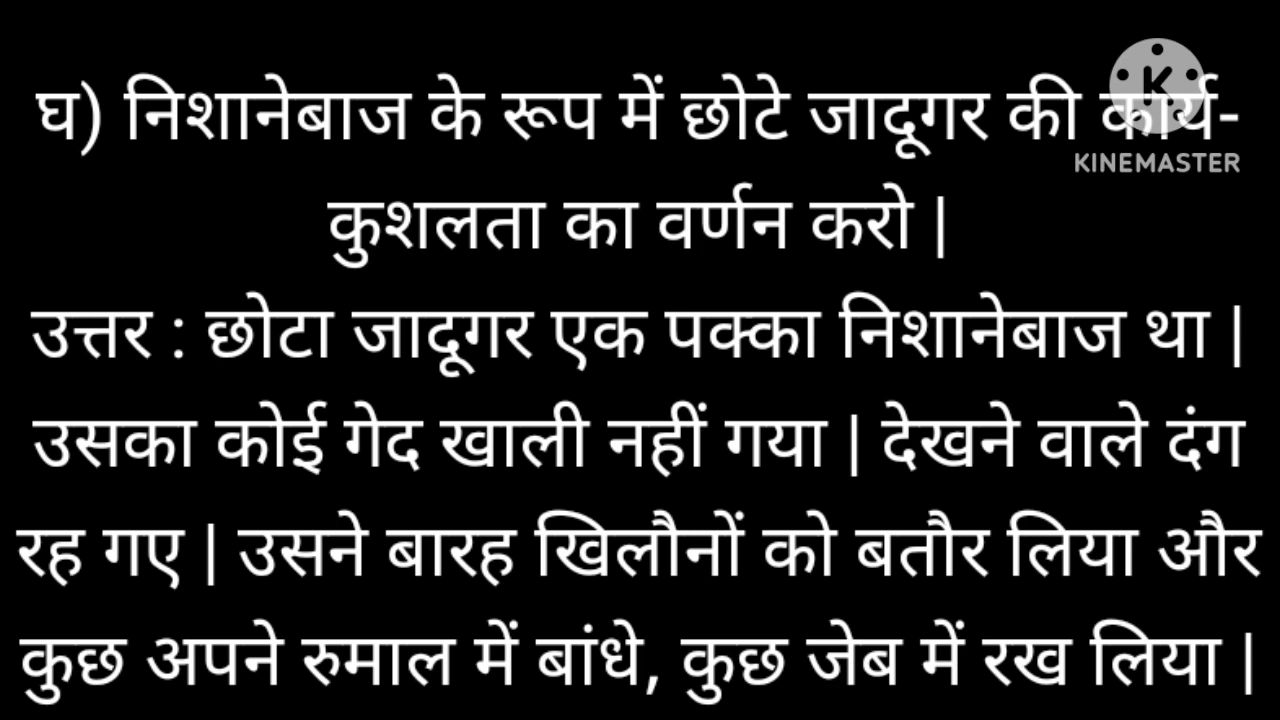 घ) निशानेबाज के रूप में छोटे जादूगर की कार्य-
KINEMASTER
कुशलता का वर्णन करो |
उत्तर : छोटा जादूगर एक पक्का निशानेबाज था |
उसका कोई गेद खाली नहीं गया | देखने वाले दंग
रह गए | उसने बारह खिलौनों को बतौर लिया और
कुछ अपने रुमाल में बांधे, कुछ जेब में रख लिया |